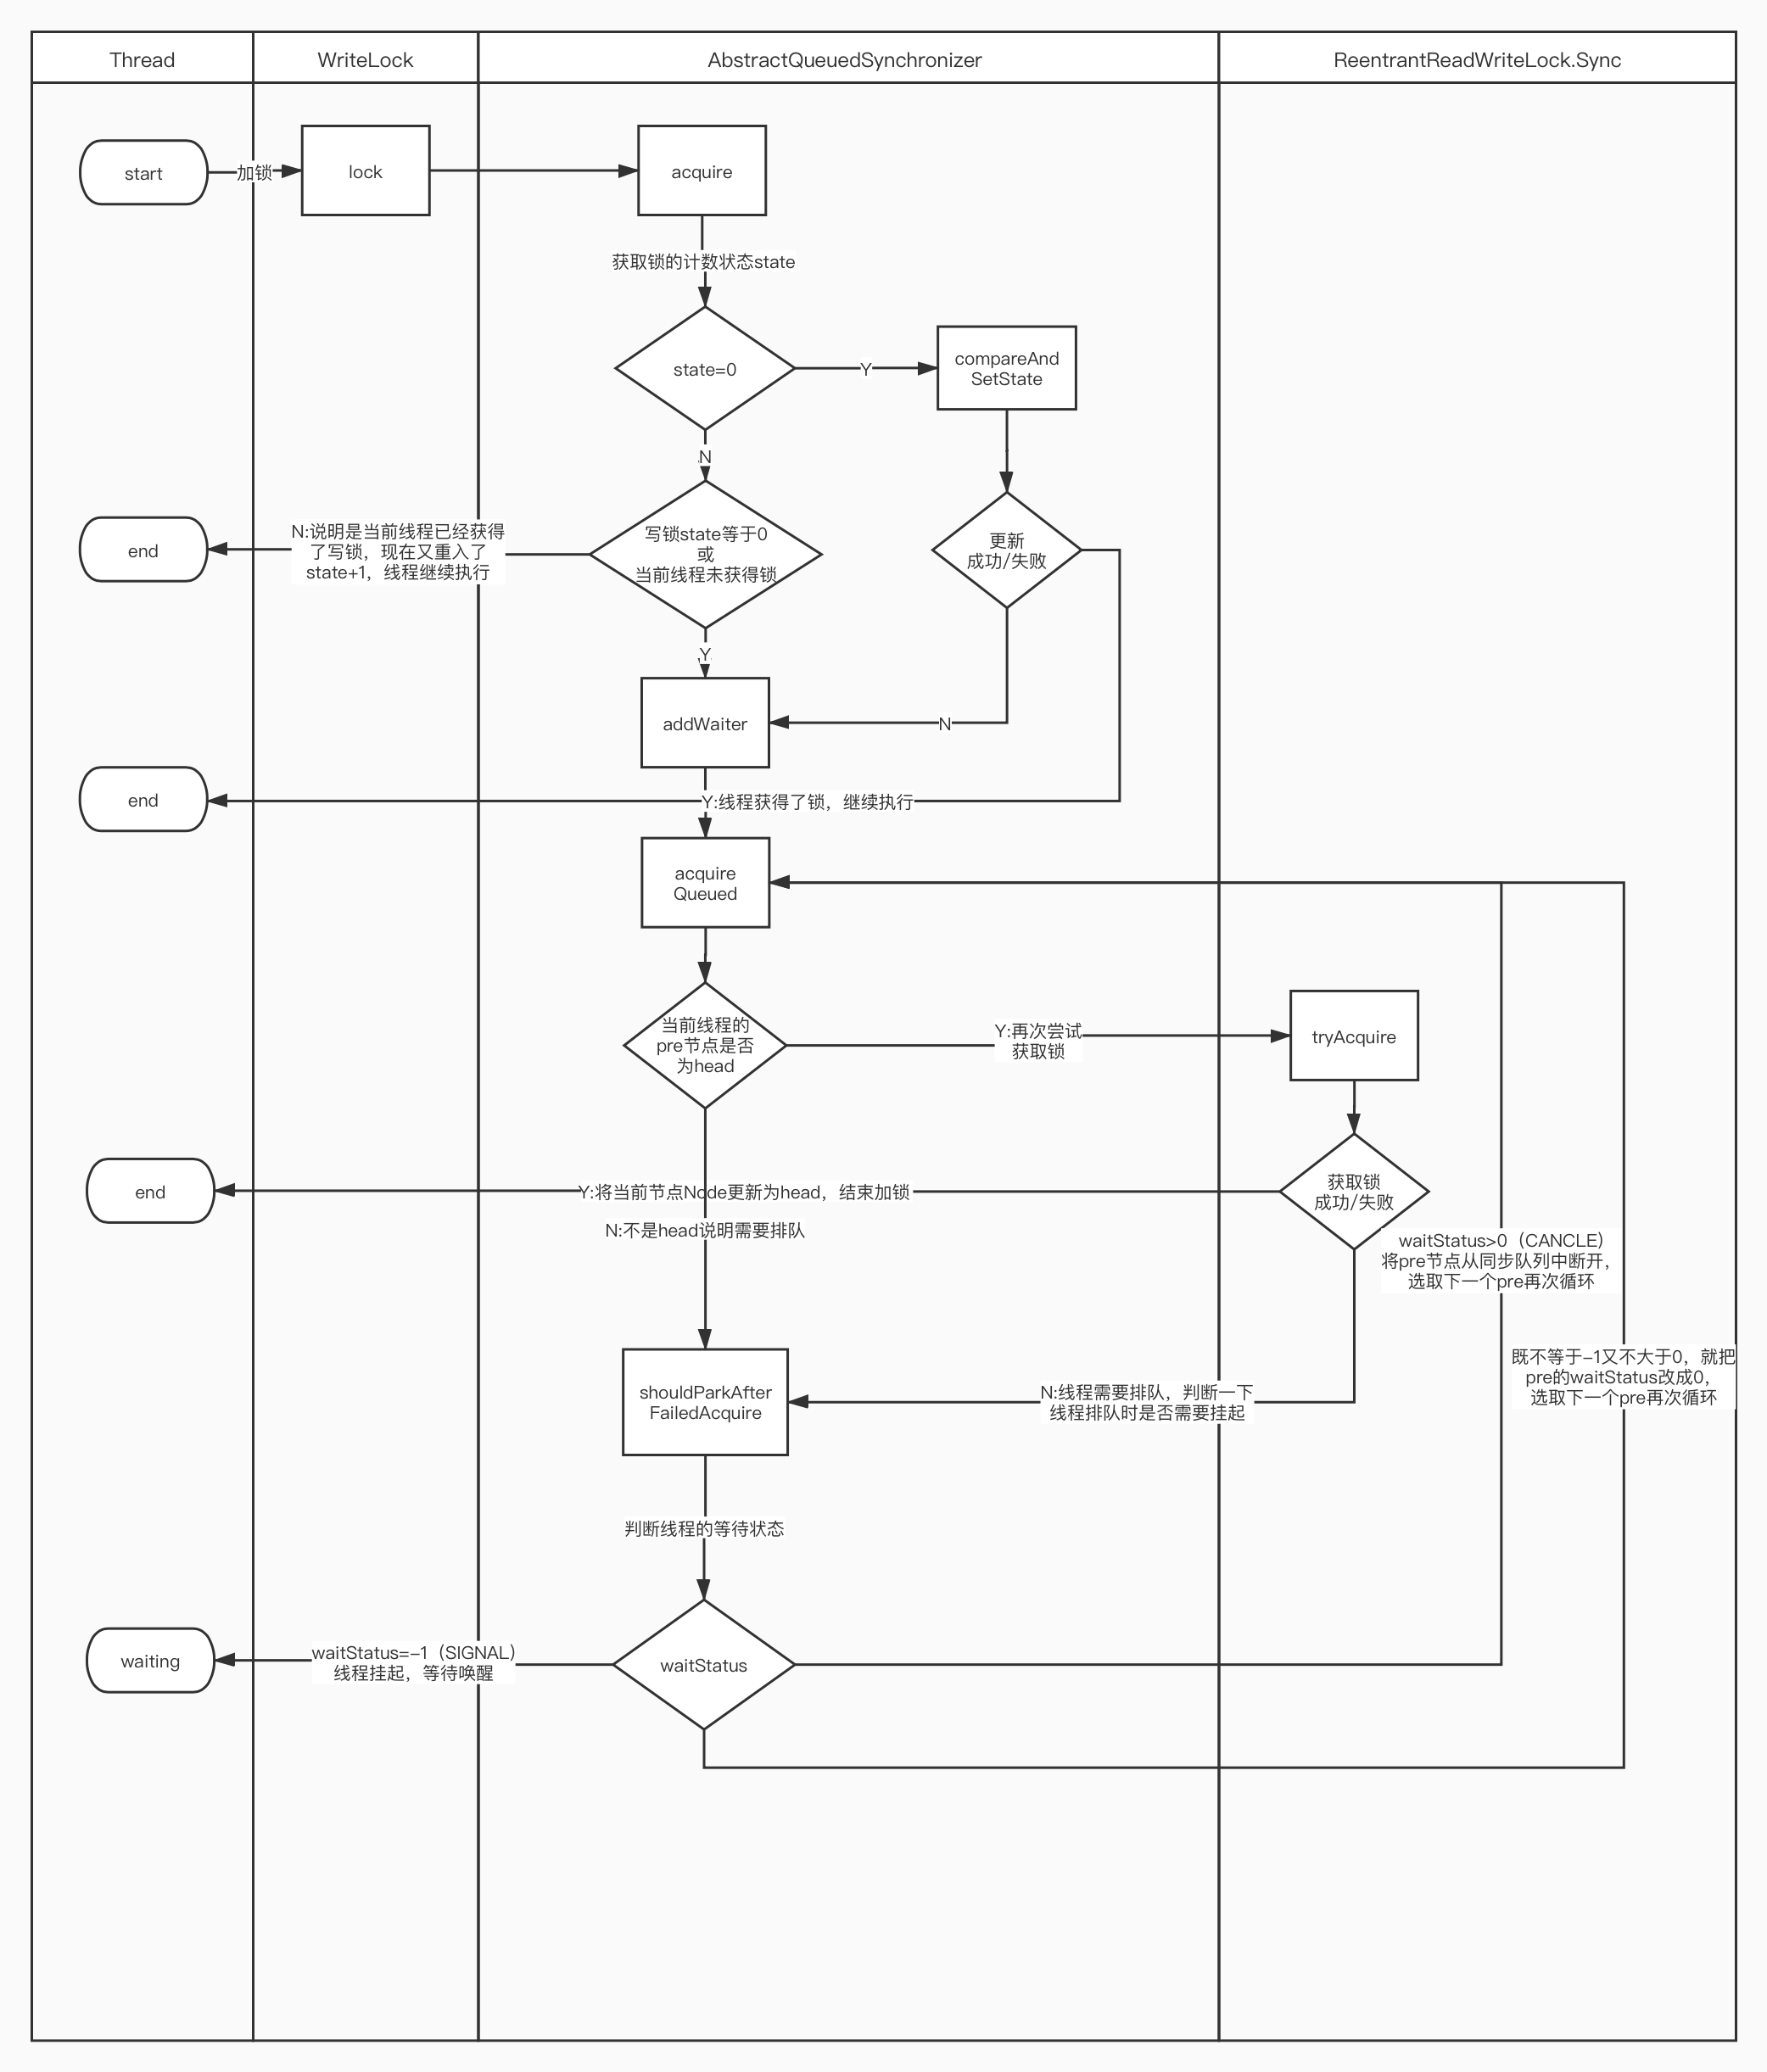 Thread
WriteLock
AbstractQueuedSynchronizer
ReentrantReadWriteLock.Sync
start
加锁
lock
acquire
获取锁的计数状态state
state=0
Y
compareAnd
SetState
N
end
N:说明是当前线程已经获得
了写锁，现在又重入了
state+1，线程继续执行
写锁state等于0
或
当前线程未获得锁
更新
成功/失败
Y
addWaiter
N
end
Y:线程获得了锁，继续执行
acquire
Queued
当前线程的
pre节点是否
为head
Y:再次尝试
获取锁
tryAcquire
end
Y:将当前节点Node更新为head，结束加锁
获取锁
成功/失败
N:不是head说明需要排队
waitStatus>0（CANCLE）
将pre节点从同步队列中断开，
选取下一个pre再次循环
既不等于-1又不大于0，就把
pre的waitStatus改成0，
选取下一个pre再次循环
shouldParkAfter
FailedAcquire
N:线程需要排队，判断一下
线程排队时是否需要挂起
判断线程的等待状态
waiting
waitStatus=-1（SIGNAL）
线程挂起，等待唤醒
waitStatus